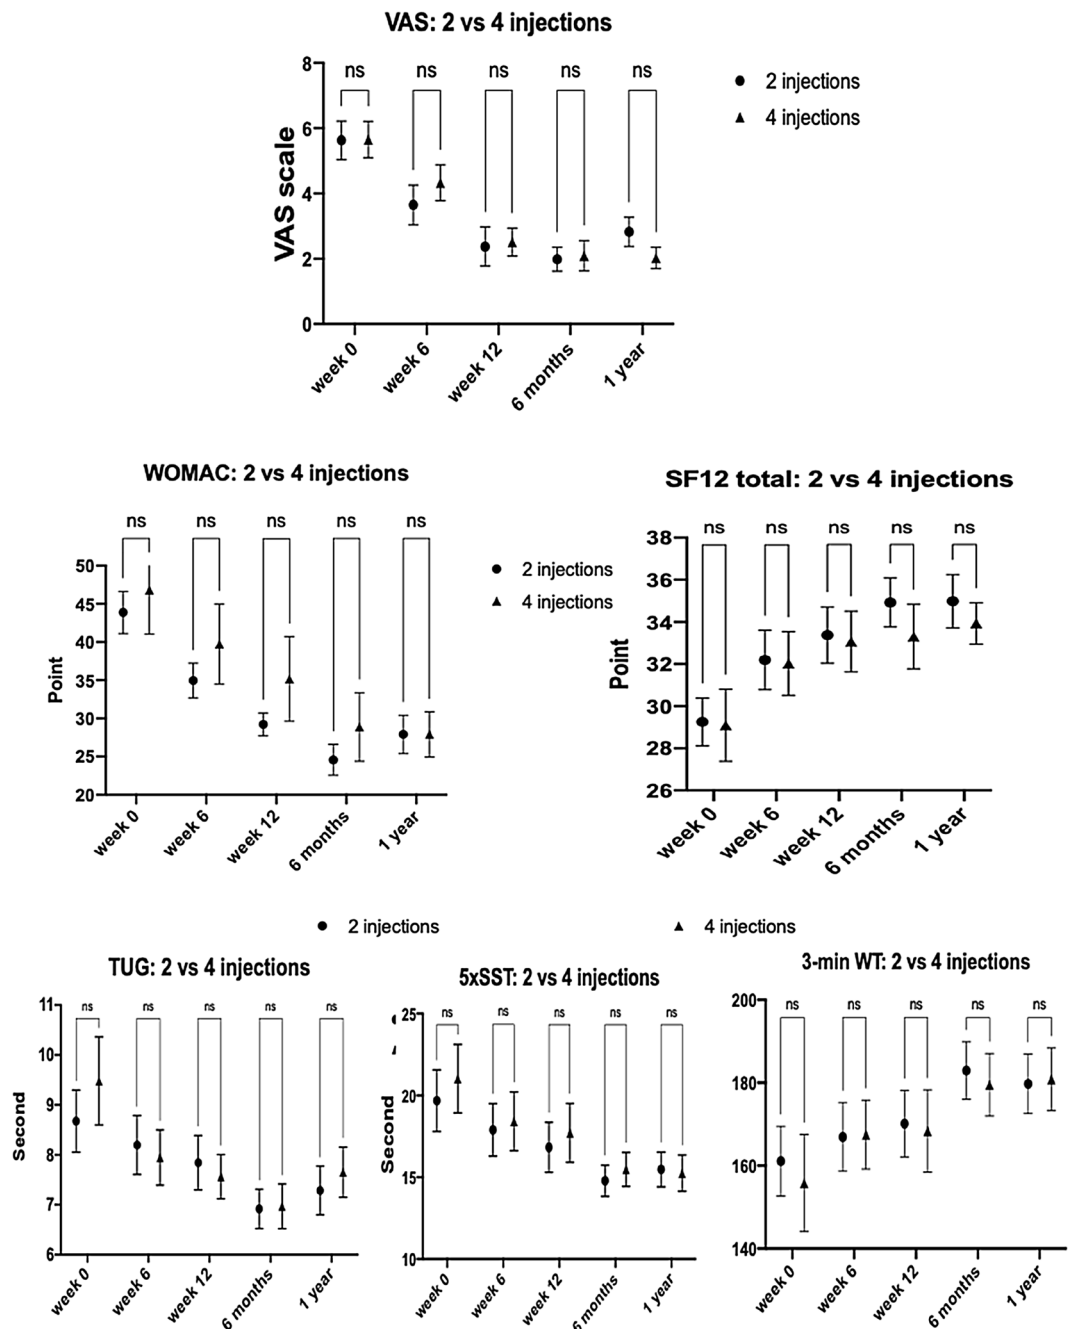 VAS: 2 vs 4 injections
8
6
4
2
0
VAS scale
ns ns ns ns ns
2 injections
4 injections
week 0
week 6
week 12
6 months
1 year
WOMAC: 2 vs 4 injections
ns ns ns ns ns
50
45
40
35
30
25
20
Point
2 injections
4 injections
week 0
week 6
week 12
6 months
1 year
SF12 total: 2 vs 4 injections
ns ns ns ns ns
38
36
34
32
30
28
26
Point
week 0
week 6
week 12
6 months
1 year
2 injections
4 injections
TUG: 2 vs 4 injections
ns ns ns ns ns
11
10
9
8
7
6
Second
week 0
week 6
week 12
6 months
1 year
5xSST: 2 vs 4 injections
ns ns ns ns ns
25
20
15
10
Second
week 0
week 6
week 12
6 months
1 year
3-min WT: 2 vs 4 injections
ns ns ns ns ns
200
180
160
140
week 0
week 6
week 12
6 months
1 year